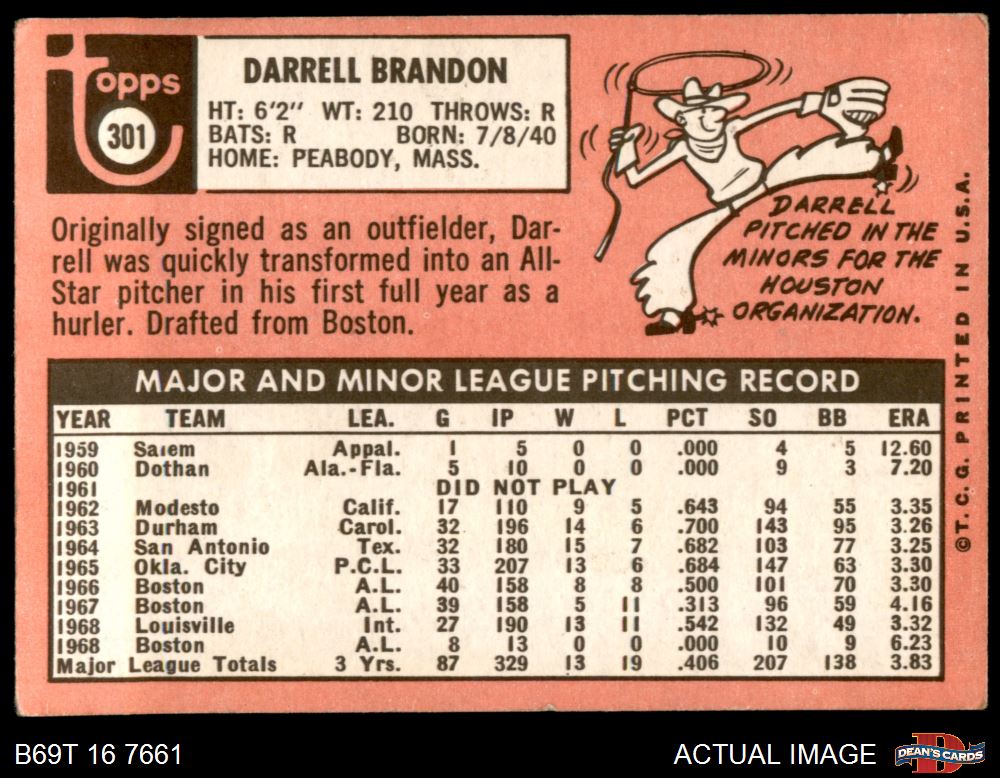 topps
301
DARRELL BRANDON
HT: 6'2" WT: 210 THROWS: R
BATS: R BORN: 7/8/40
HOME: PEABODY, MASS.
Originally signed as an outfielder, Dar-
rell was quickly transformed into an All-
Star pitcher in his first full year as a
hurler. Drafted from Boston.
DARRELL
PITCHED IN THE
MINORS FOR THE
HOUSTON
ORGANIZATION.
MAJOR AND MINOR LEAGUE PITCHING RECORD
YEAR TEAM LEA. G IP W L PCT SO BB ERA
1959 Salem Appal. 1 5 0 0 .000 4 5 12.60
1960 Dothan Ala.-Fla. 5 10 0 0 .000 9 3 7.20
1961 DID NOT PLAY
1962 Modesto Calif. 17 110 9 5 .643 94 55 3.35
1963 Durham Carol. 32 196 14 6 .700 143 95 3.26
1964 San Antonio Tex. 32 180 15 7 .682 103 77 3.25
1965 Okla. City P.C.L. 33 207 13 6 .684 147 63 3.30
1966 Boston A.L. 40 158 8 8 .500 101 70 3.30
1967 Boston A.L. 39 158 5 11 .313 96 59 4.16
1968 Louisville Int. 27 190 13 11 .542 132 49 3.32
1968 Boston A.L. 8 13 0 0 .000 10 9 6.23
Major League Totals 3 Yrs. 87 329 13 19 .406 207 138 3.83
©T.C.G. PRINTED IN U.S.A.
B69T 16 7661
ACTUAL IMAGE
DEAN'S CARDS